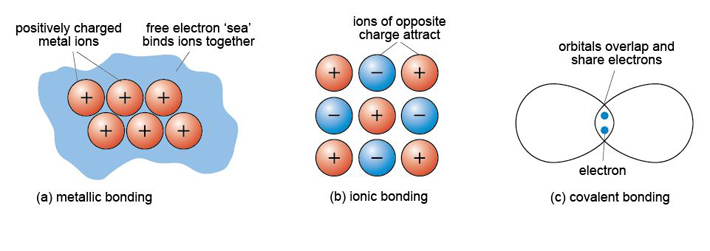 positively charged
metal ions
free electron ‘sea’
binds ions together
+ + +
+ + +
(a) metallic bonding
ions of opposite
charge attract
+ − +
− + −
+ − +
(b) ionic bonding
orbitals overlap and
share electrons
electron
(c) covalent bonding